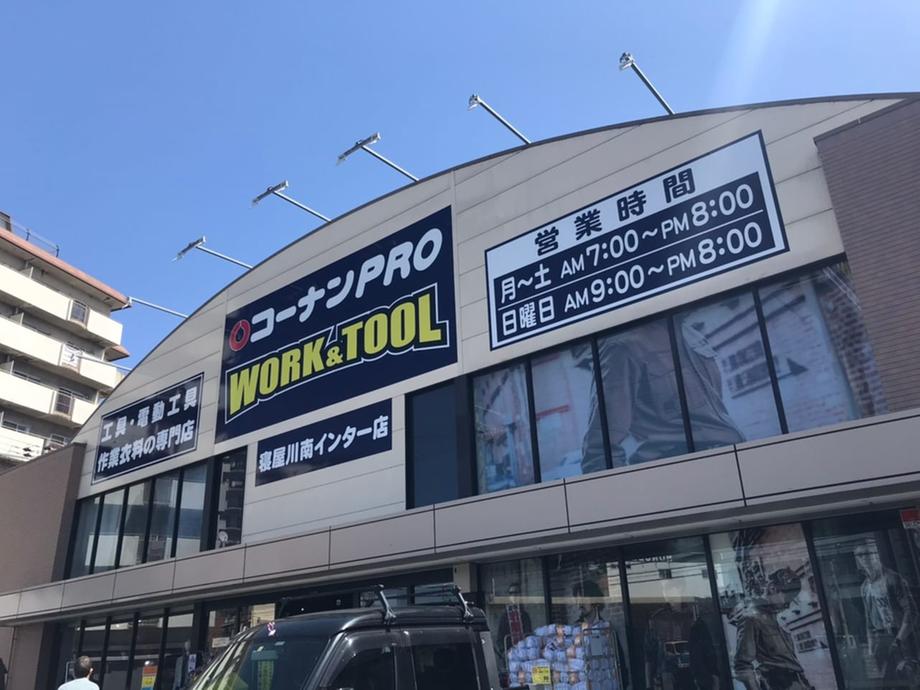 工具・電動工具
作業衣料の専門店
コーナンPRO
WORK&TOOL
寝屋川南インター店
営業時間
月～土 AM7:00～PM8:00
日曜日 AM9:00～PM8:00